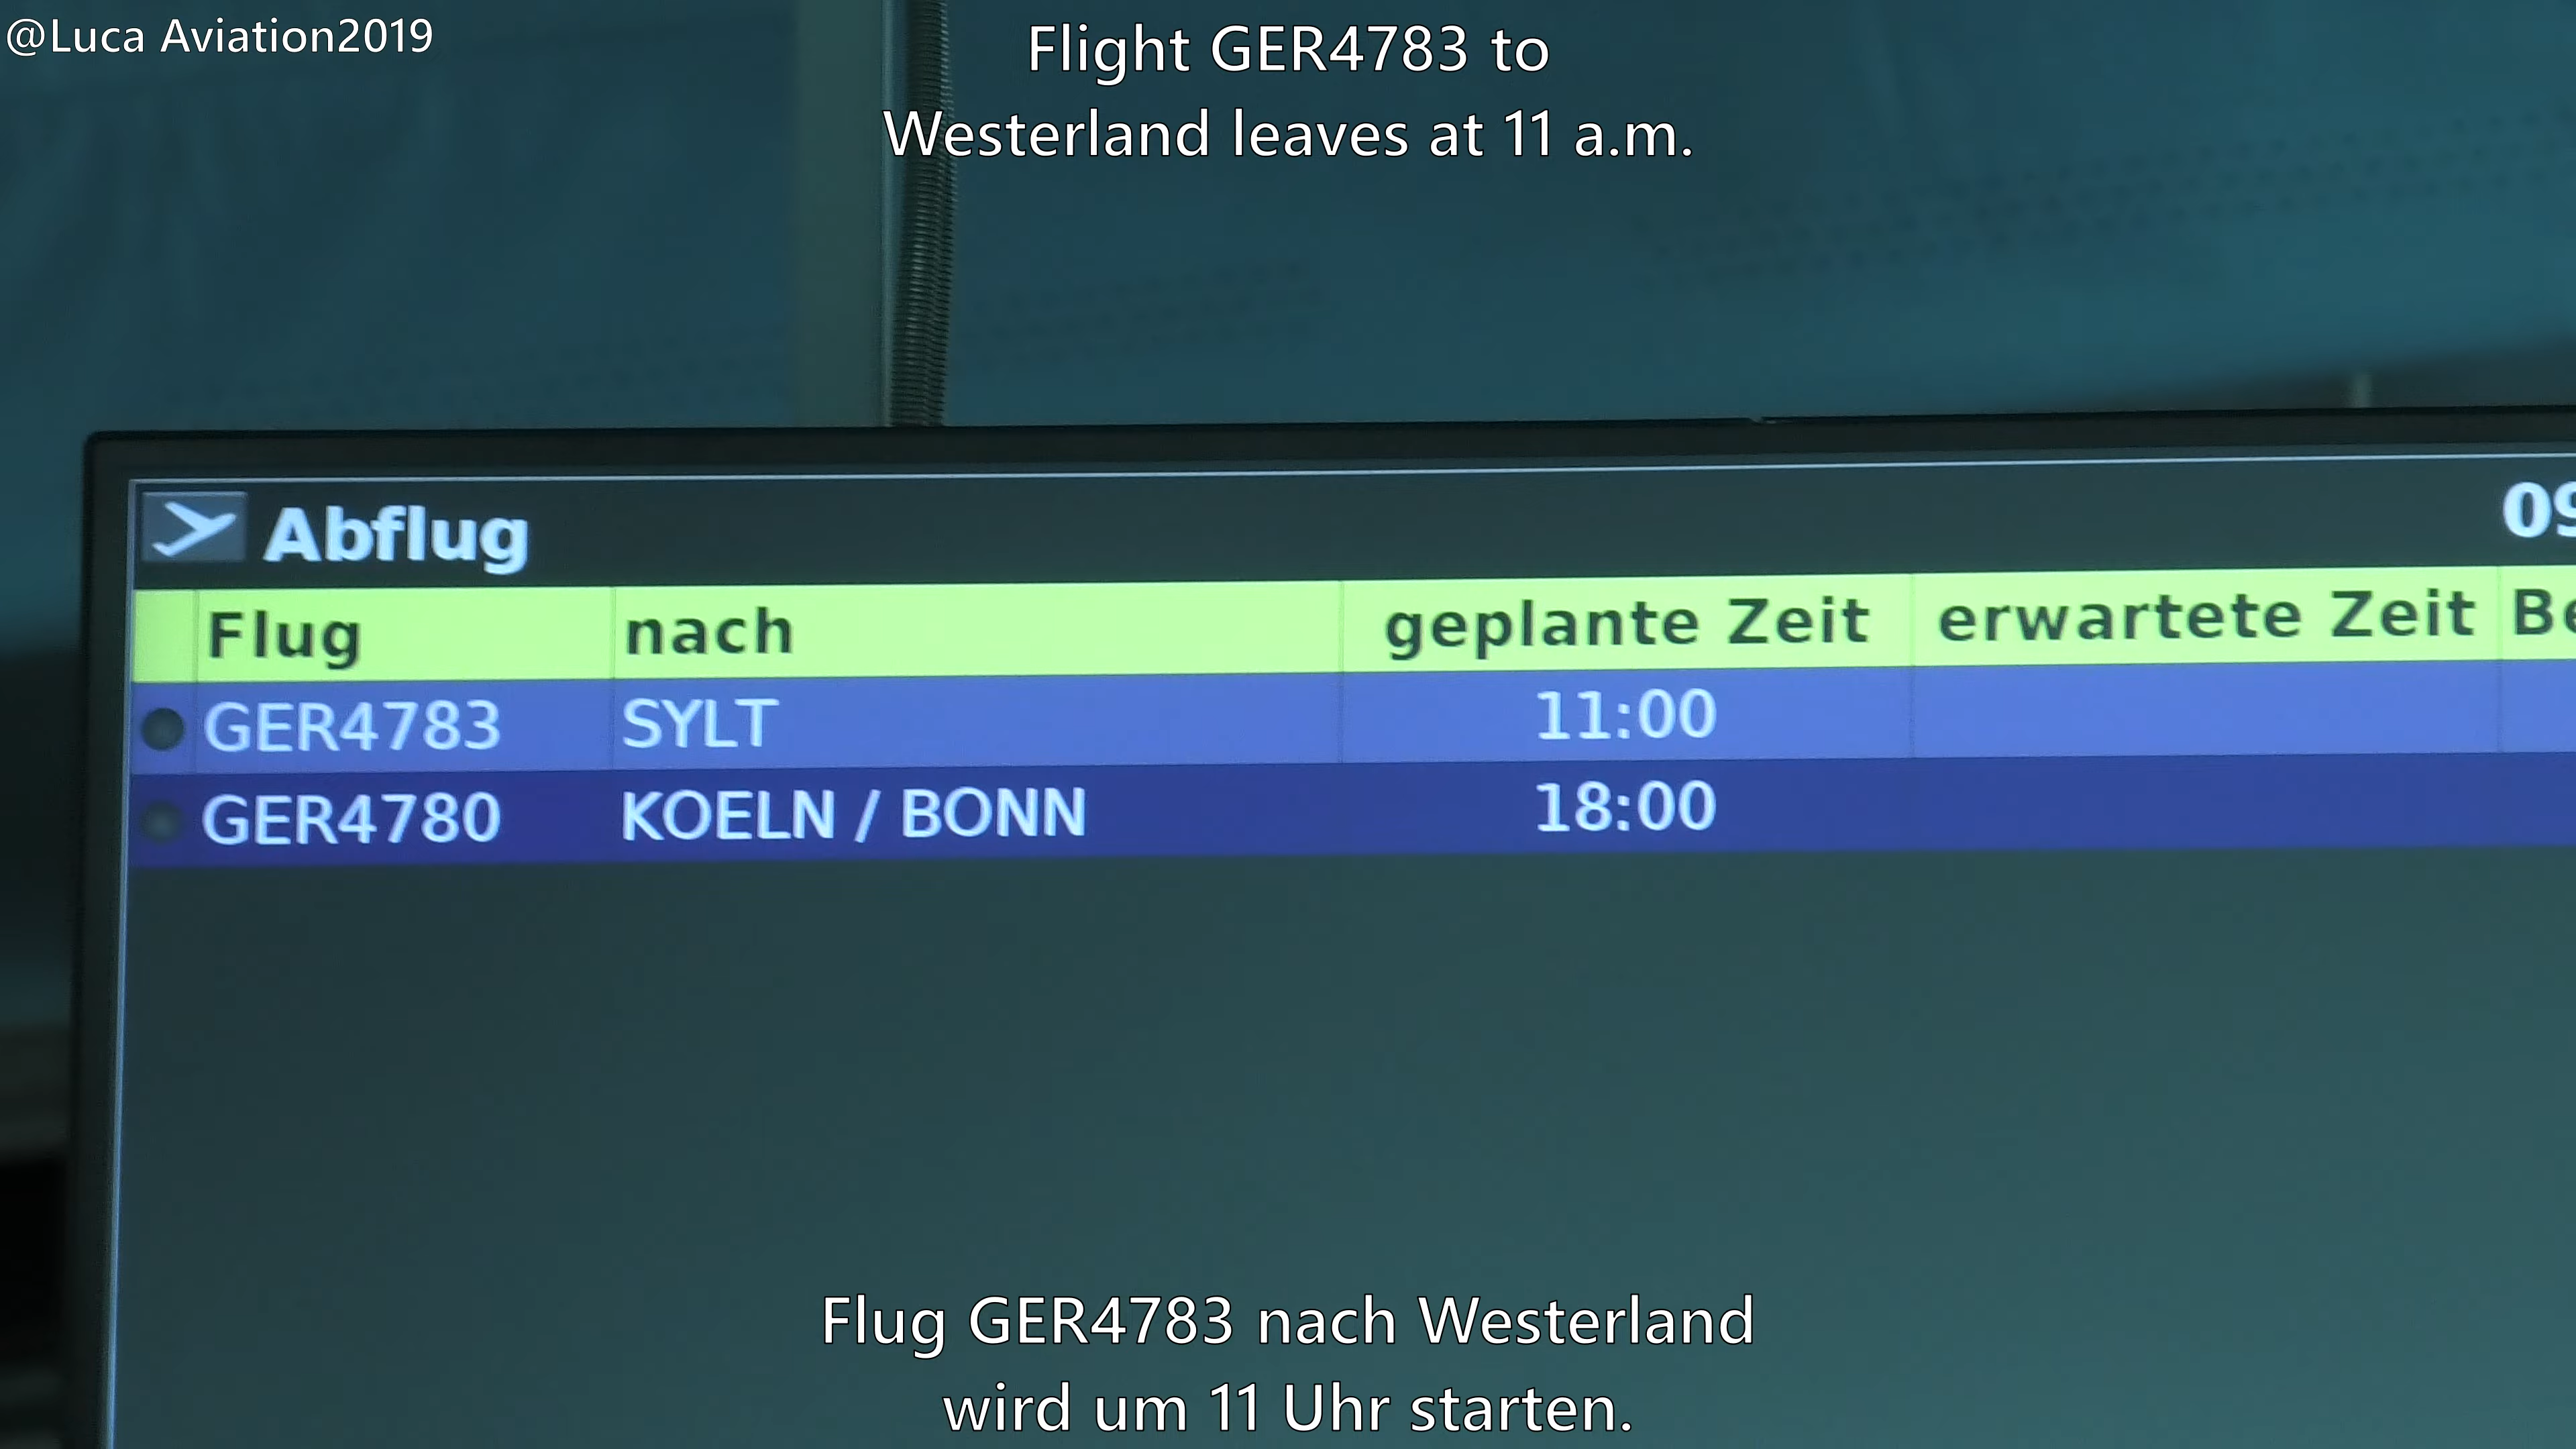 @Luca Aviation2019
Flight GER4783 to
Westerland leaves at 11 a.m.
Abflug
Flug nach geplante Zeit erwartete Zeit
GER4783 SYLT 11:00
GER4780 KOELN / BONN 18:00
Flug GER4783 nach Westerland
wird um 11 Uhr starten.